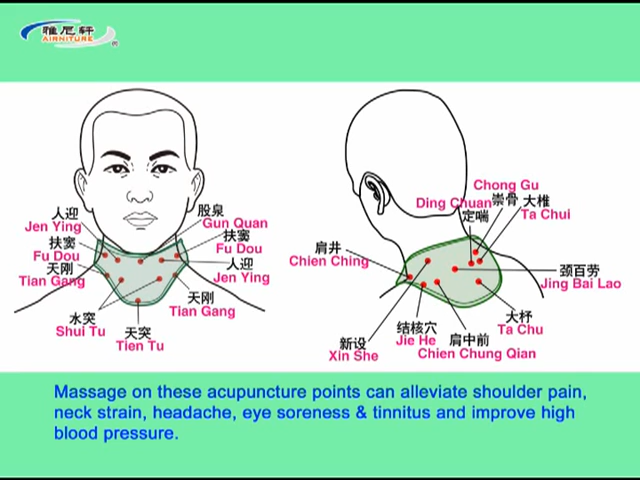 雅尼轩
AIRNITURE
®
人迎
Jen Ying
扶窦
Fu Dou
天刚
Tian Gang
水突
Shui Tu
天突
Tien Tu
股泉
Gun Quan
扶窦
Fu Dou
人迎
Jen Ying
天刚
Tian Gang
肩井
Chien Ching
新设
Xin She
结核穴
Jie He
肩中前
Chien Chung Qian
Chong Gu
崇骨
Ding Chuan
定喘
大椎
Ta Chui
颈百劳
Jing Bai Lao
大杼
Ta Chu
Massage on these acupuncture points can alleviate shoulder pain,
neck strain, headache, eye soreness & tinnitus and improve high
blood pressure.